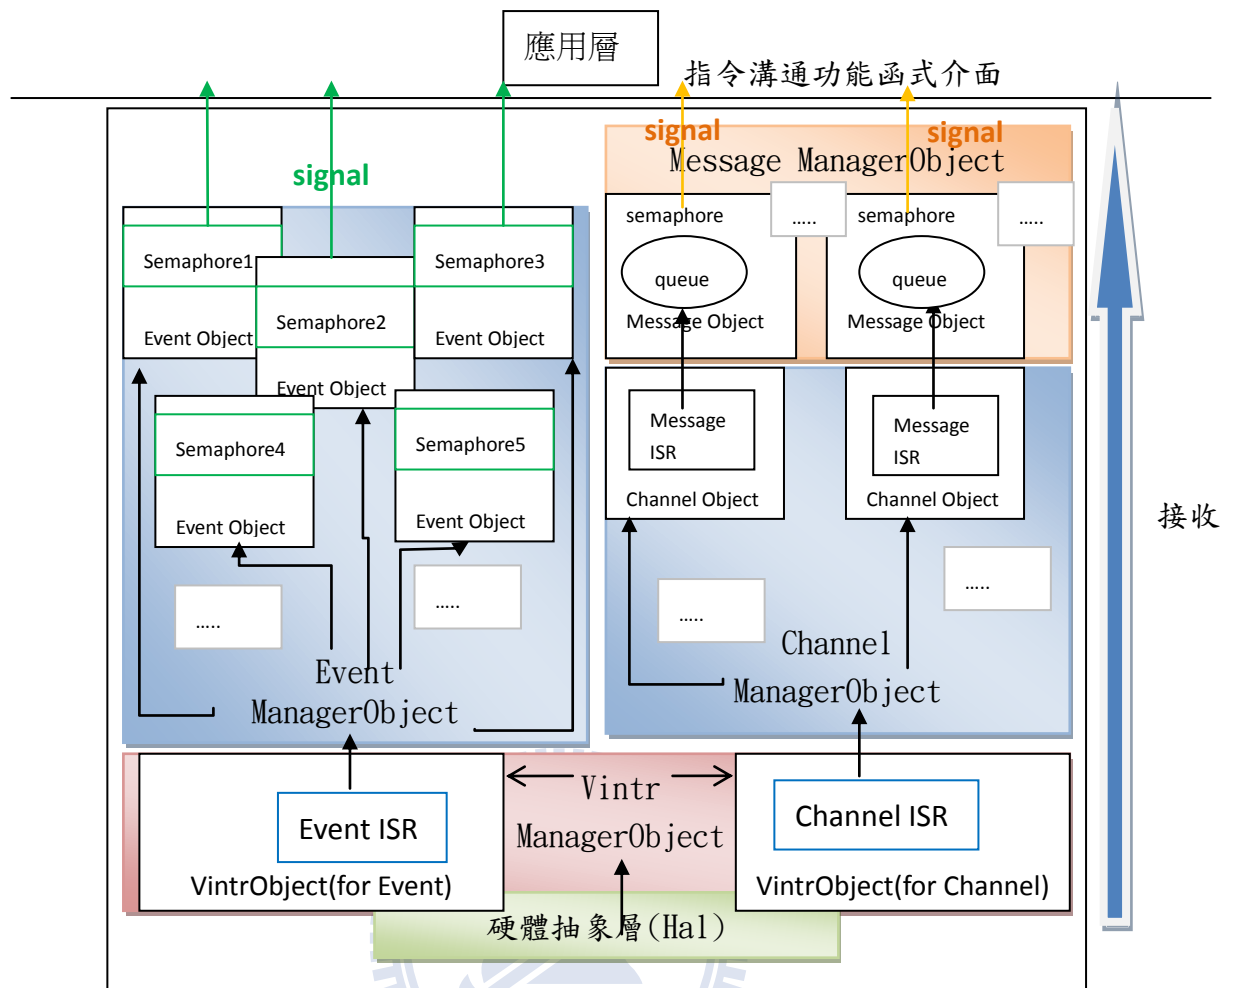 應用層
指令溝通功能函式介面
signal
signal
signal
Message ManagerObject
.....
.....
semaphore
semaphore
Semaphore1
Semaphore3
queue
queue
Semaphore2
Message Object
Message Object
Event Object
Event Object
Event Object
Message
ISR
Message
ISR
Semaphore4
Semaphore5
Channel Object
Channel Object
Event Object
Event Object
接收
.....
.....
.....
.....
Channel
ManagerObject
Event
ManagerObject
Vintr
ManagerObject
Event ISR
Channel ISR
VintrObject(for Event)
VintrObject(for Channel)
硬體抽象層(Hal)